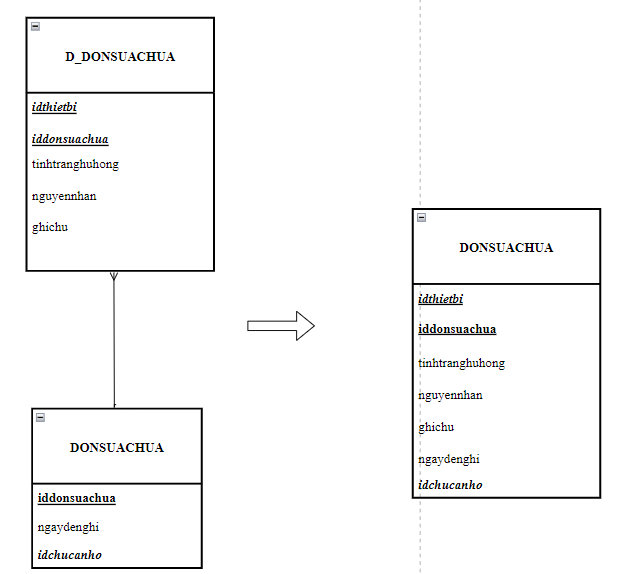 D_DONSUACHUA
idthietbi
iddonsuachua
tinhtranghuhong
nguyennhan
ghichu
DONSUACHUA
iddonsuachua
ngaydenghi
idchucanho
DONSUACHUA
idthietbi
iddonsuachua
tinhtranghuhong
nguyennhan
ghichu
ngaydenghi
idchucanho